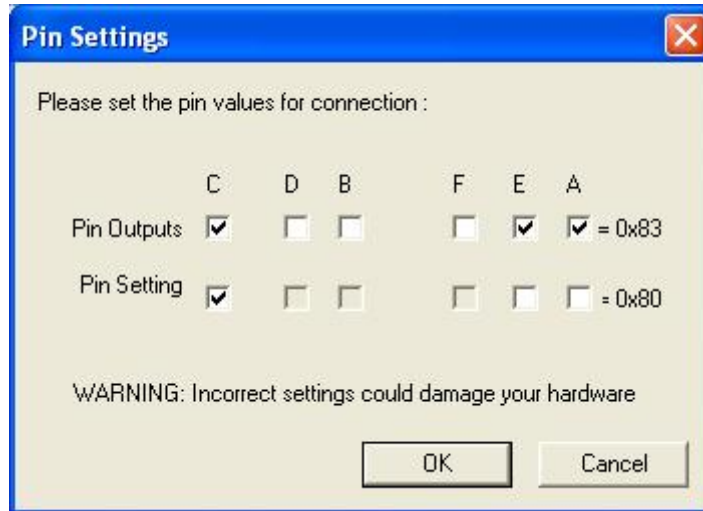 Pin Settings
Please set the pin values for connection :
C D B F E A
Pin Outputs = 0x83
Pin Setting = 0x80
WARNING: Incorrect settings could damage your hardware
OK Cancel